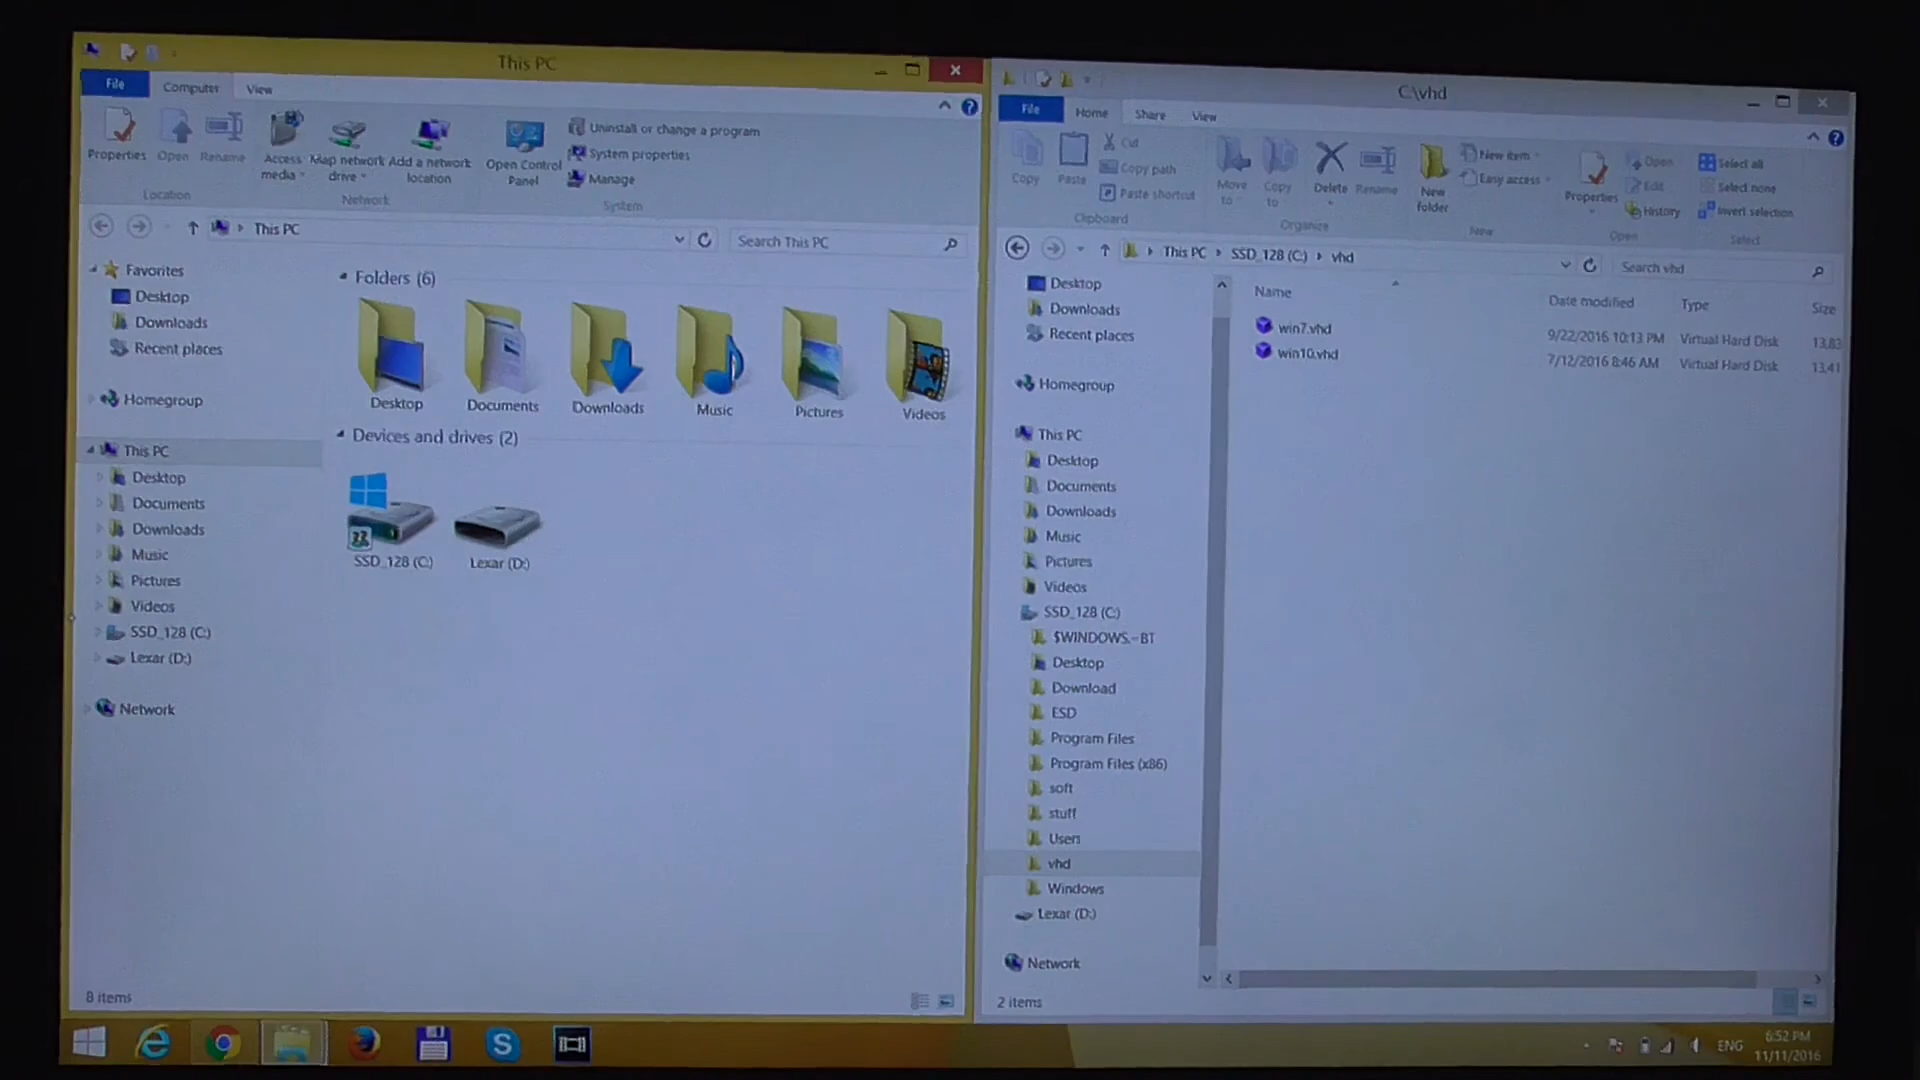 This PC
File Computer View
Properties Open Rename
Access media
Map network drive
Add a network location
Open Control Panel
Uninstall or change a program
System properties
Manage
Location
Network
System
This PC
Search This PC
Favorites
Desktop
Downloads
Recent places
Homegroup
This PC
Desktop
Documents
Downloads
Music
Pictures
Videos
SSD_128 (C:)
Lexar (D:)
Network
Folders (6)
Desktop
Documents
Downloads
Music
Pictures
Videos
Devices and drives (2)
SSD_128 (C:)
Lexar (D:)
8 items
C:\vhd
File Home Share View
Copy
Paste
Cut
Copy path
Paste shortcut
Move to
Copy to
Delete
Rename
New folder
New item
Easy access
Properties
Open
Edit
History
Select all
Select none
Invert selection
Clipboard
Organize
New
Open
Select
This PC SSD_128 (C:) vhd
Search vhd
Desktop
Downloads
Recent places
Homegroup
This PC
Desktop
Documents
Downloads
Music
Pictures
Videos
SSD_128 (C:)
$WINDOWS.~BT
Desktop
Download
ESD
Program Files
Program Files (x86)
soft
stuff
Users
vhd
Windows
Lexar (D:)
Network
Name Date modified Type Size
win7.vhd 9/22/2016 10:13 PM Virtual Hard Disk 13,83
win10.vhd 7/12/2016 8:46 AM Virtual Hard Disk 13,41
2 items
ENG
6:52 PM
11/11/2016